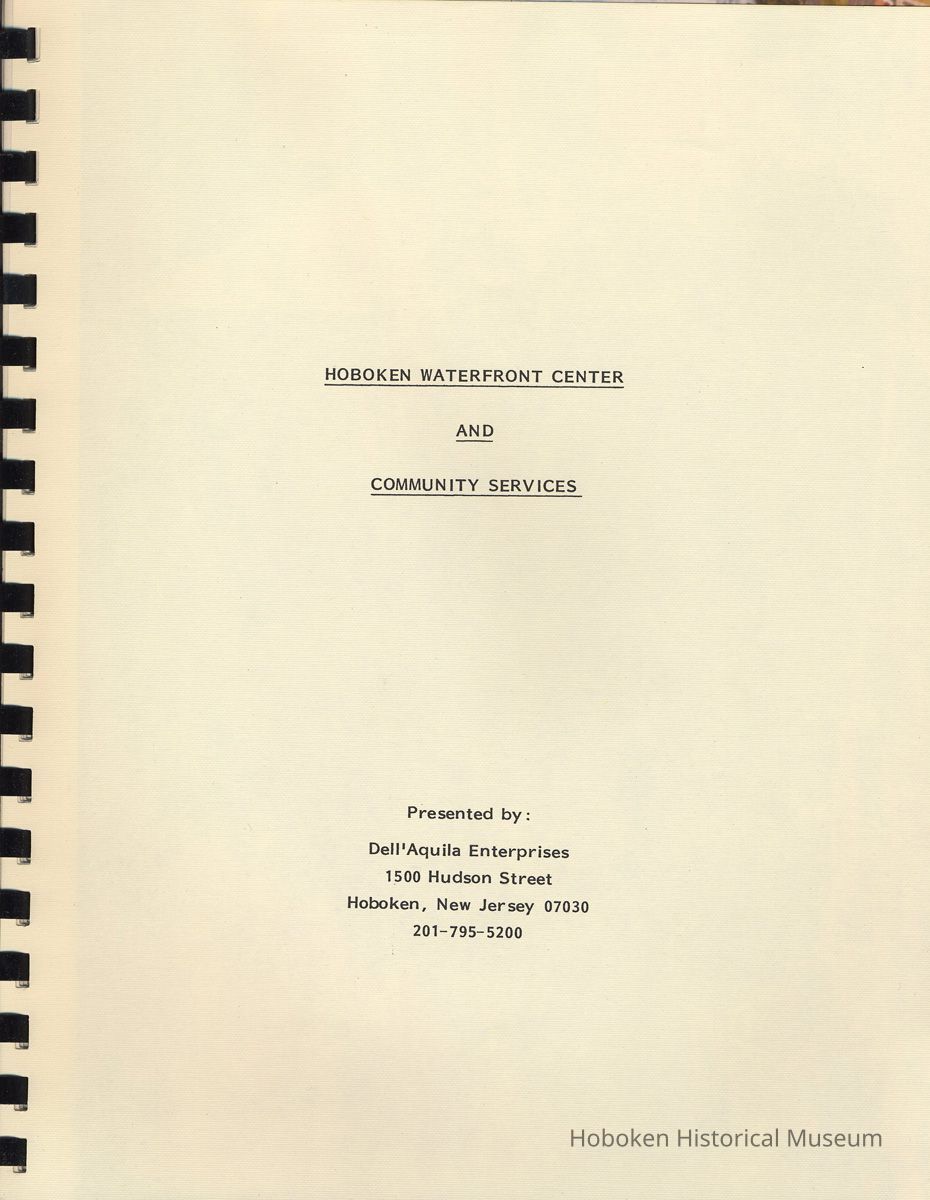 HOBOKEN WATERFRONT CENTER
AND
COMMUNITY SERVICES
Presented by:
Dell'Aquila Enterprises
1500 Hudson Street
Hoboken, New Jersey 07030
201-795-5200
Hoboken Historical Museum